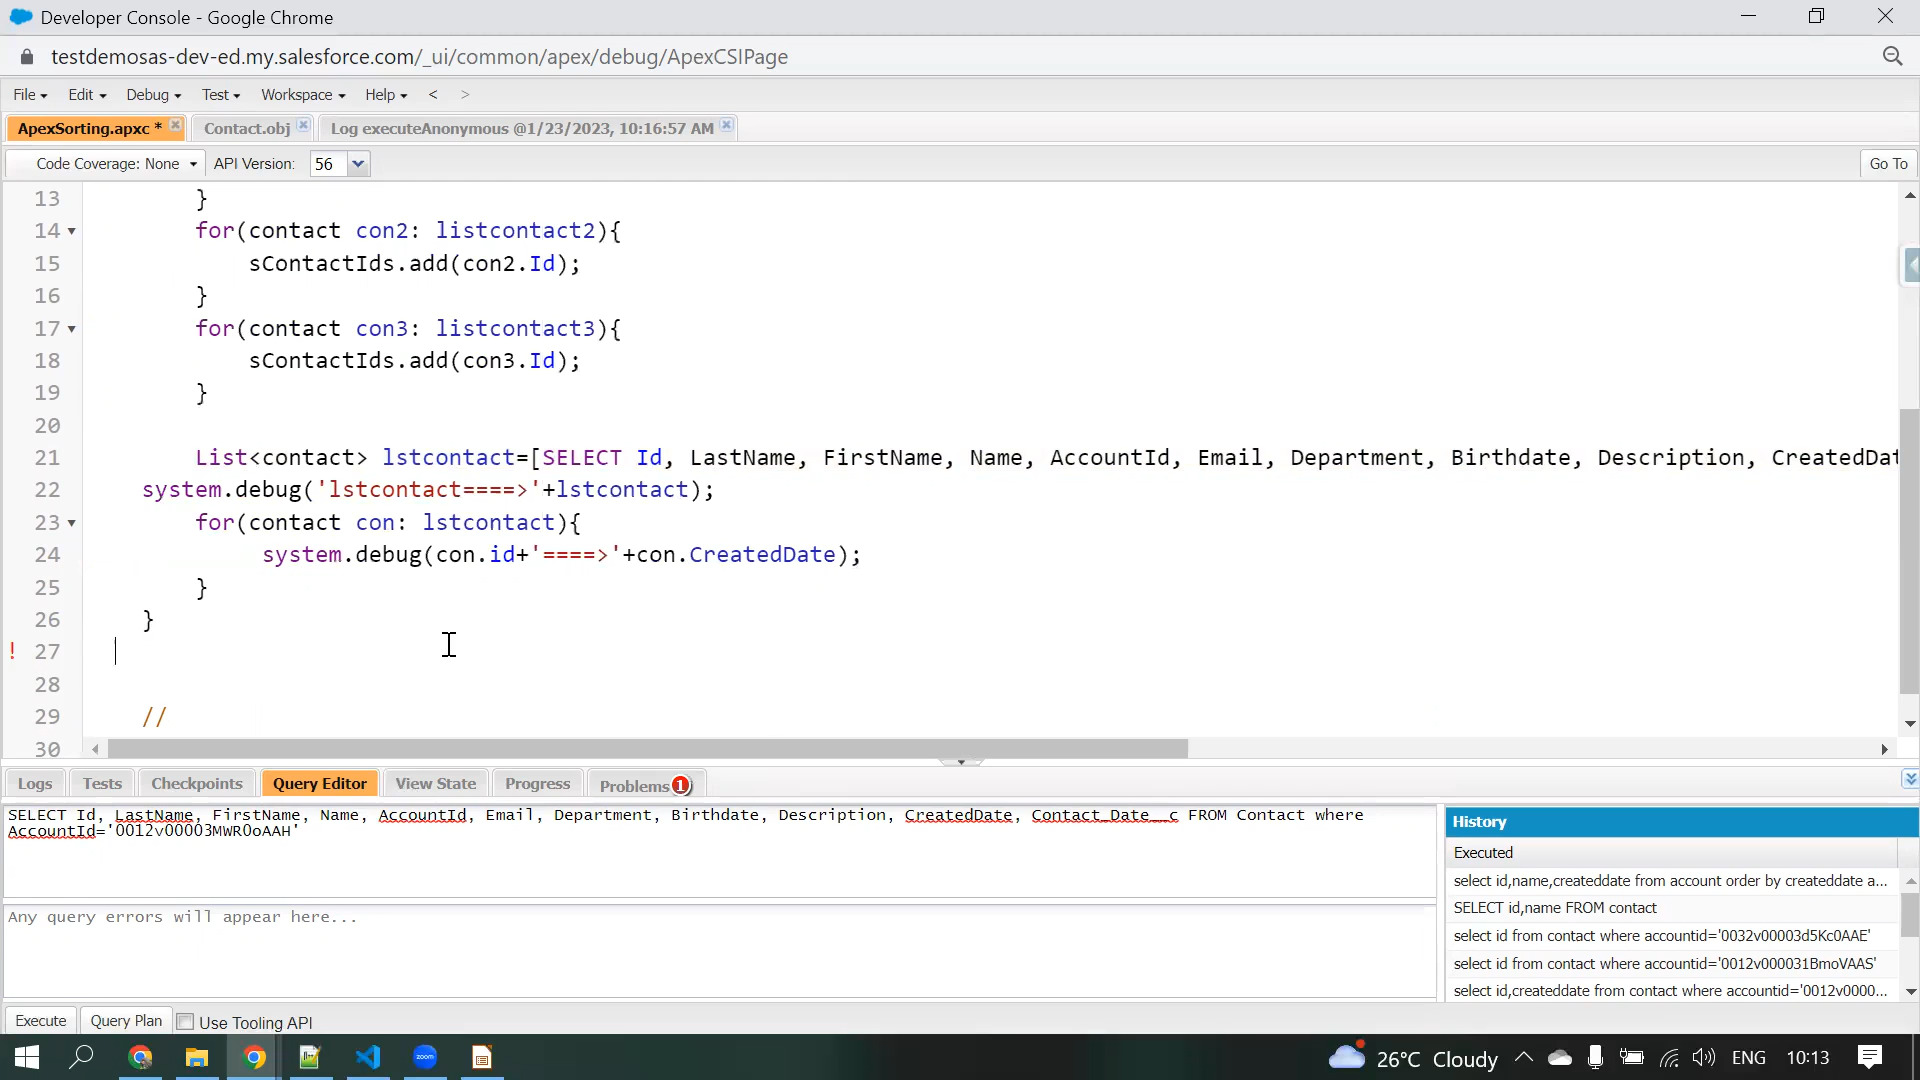 Developer Console - Google Chrome
testdemosas-dev-ed.my.salesforce.com/_ui/common/apex/debug/ApexCSIPage
File Edit Debug Test Workspace Help < >
ApexSorting.apxc * Contact.obj Log executeAnonymous @1/23/2023, 10:16:57 AM
Code Coverage: None API Version: 56 Go To
13 }
14 for(contact con2: listcontact2){
15 sContactIds.add(con2.Id);
16 }
17 for(contact con3: listcontact3){
18 sContactIds.add(con3.Id);
19 }
20
21 List<contact> lstcontact=[SELECT Id, LastName, FirstName, Name, AccountId, Email, Department, Birthdate, Description, CreatedDat
22 system.debug('lstcontact====>'+lstcontact);
23 for(contact con: lstcontact){
24 system.debug(con.id+'====>'+con.CreatedDate);
25 }
26 }
! 27
28
29 //
30
Logs Tests Checkpoints Query Editor View State Progress Problems 1
SELECT Id, LastName, FirstName, Name, AccountId, Email, Department, Birthdate, Description, CreatedDate, Contact_Date__c FROM Contact where
AccountId='0012v00003MWR0oAAH'
Any query errors will appear here...
History
Executed
select id,name,createddate from account order by createddate a...
SELECT id,name FROM contact
select id from contact where accountid='0032v00003d5Kc0AAE'
select id from contact where accountid='0012v000031BmoVAAS'
select id,createddate from contact where accountid='0012v0000...
Execute Query Plan Use Tooling API
zoom 26°C Cloudy ENG 10:13